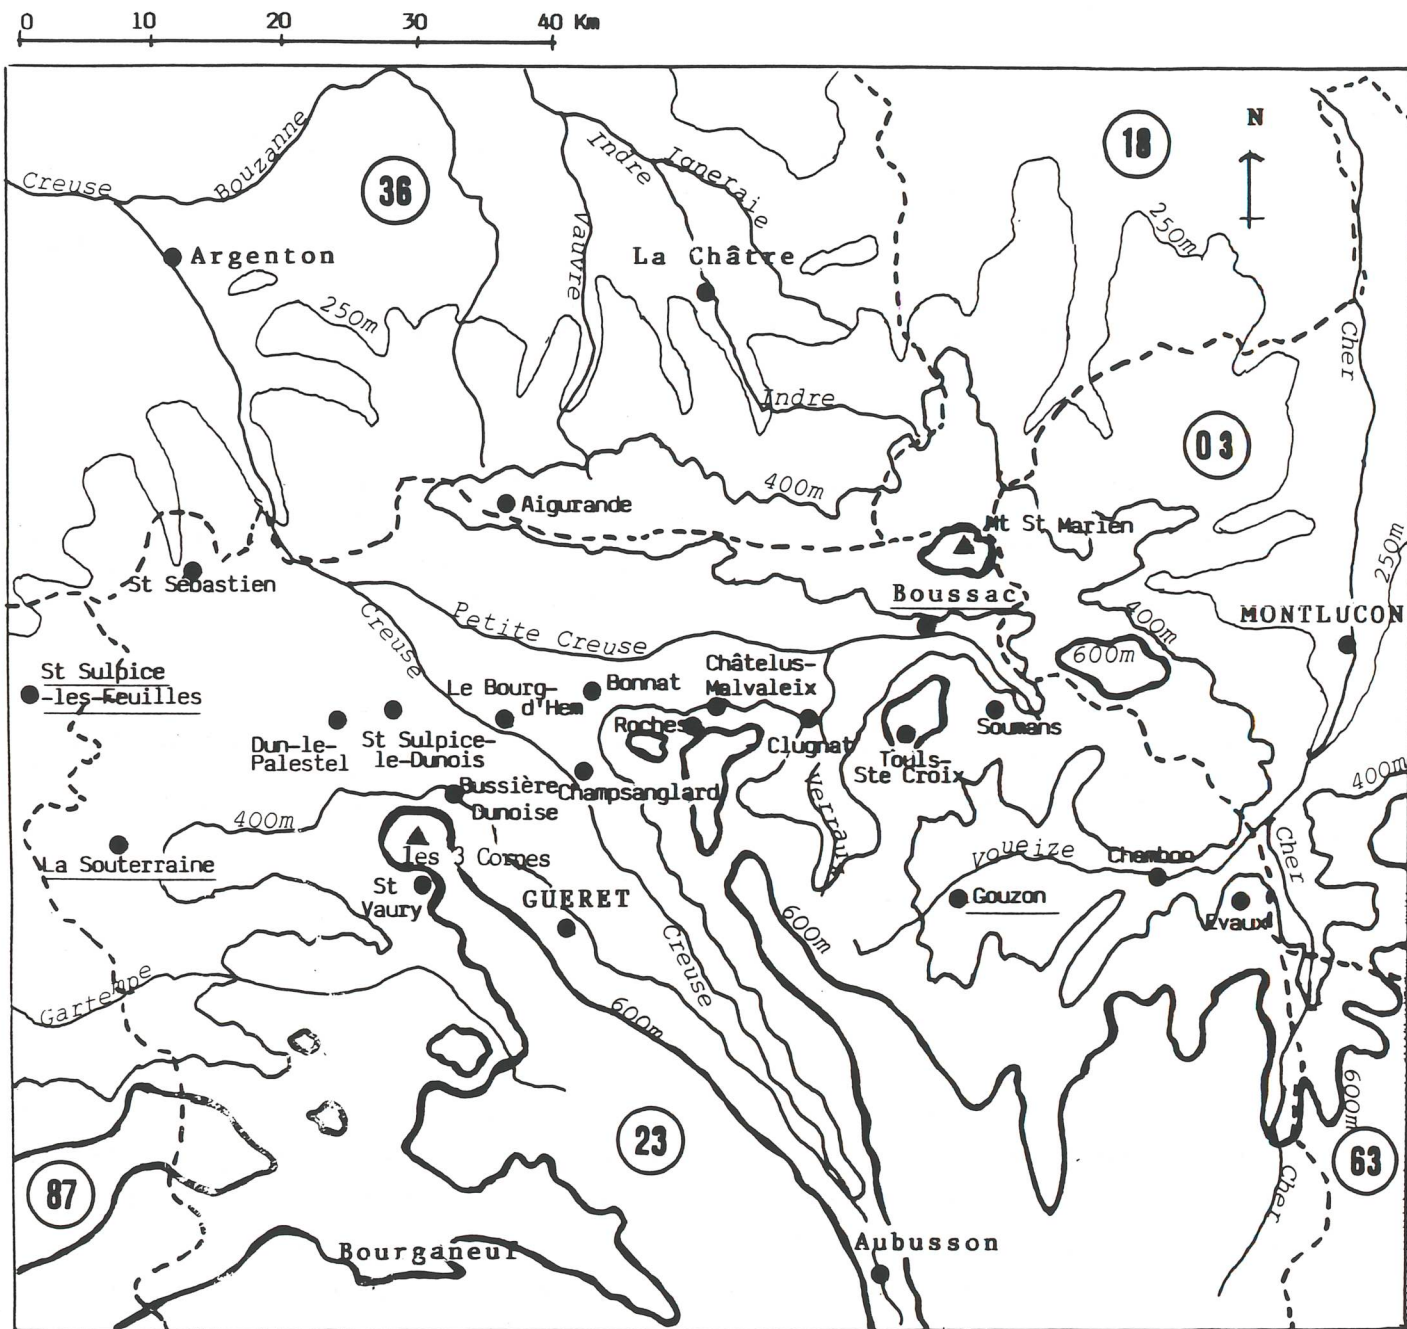 0 10 20 30 40 Km
N
18
36
Creuse
Bouzanne
Indre
Igneraie
Vauvre
250m
Argenton
La Châtre
250m
Cher
Indre
03
400m
Aigurande
Mt St Marien
250m
St Sébastien
Boussac
Creuse
Petite Creuse
400m
MONTLUCON
600m
St Sulpice
-les-Feuilles
Le Bourg-
d'Hem
Bonnat
Châtelus-
Malvaleix
Roches
Clugnat
Soumans
Dun-le-
Palestel
St Sulpice-
le-Dunois
Touls-
Ste Croix
Bussière
Dunoise
Champsanglard
Verraux
400m
400m
La Souterraine
les 3 Cornes
Voueize
Chambon
Cher
St
Vaury
GUERET
Gouzon
Evaux
600m
Creuse
Gartempe
600m
600m
23
63
87
Cher
Bourganeuf
Aubusson